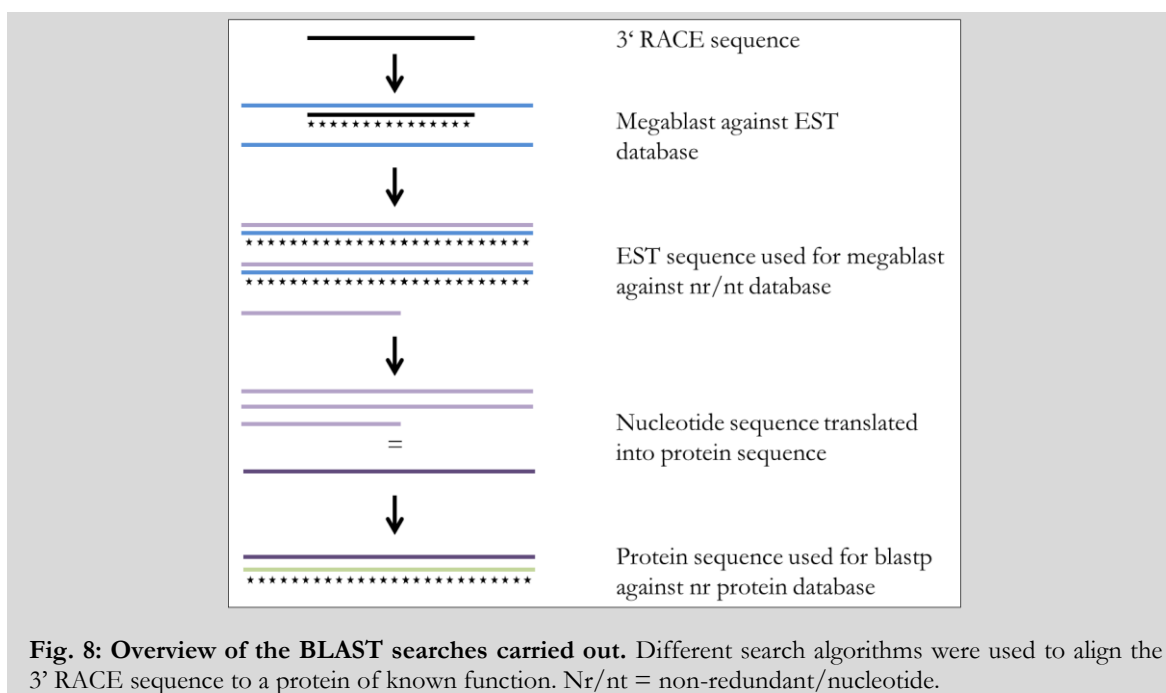 3‘ RACE sequence
Megablast against EST
database
EST sequence used for megablast
against nr/nt database
=
Nucleotide sequence translated
into protein sequence
Protein sequence used for blastp
against nr protein database
Fig. 8: Overview of the BLAST searches carried out. Different search algorithms were used to align the
3’ RACE sequence to a protein of known function. Nr/nt = non-redundant/nucleotide.